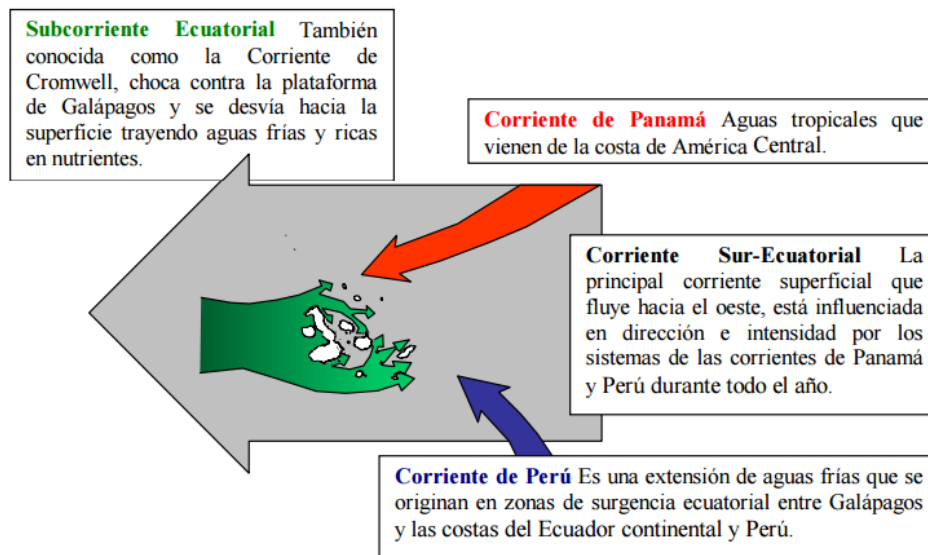 Subcorriente Ecuatorial También
conocida como la Corriente de
Cromwell, choca contra la plataforma
de Galápagos y se desvía hacia la
superficie trayendo aguas frías y ricas
en nutrientes.
Corriente de Panamá Aguas tropicales que
vienen de la costa de América Central.
Corriente Sur-Ecuatorial La
principal corriente superficial que
fluye hacia el oeste, está influenciada
en dirección e intensidad por los
sistemas de las corrientes de Panamá
y Perú durante todo el año.
Corriente de Perú Es una extensión de aguas frías que se
originan en zonas de surgencia ecuatorial entre Galápagos
y las costas del Ecuador continental y Perú.